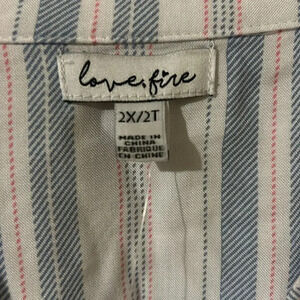 love, fire
2X/2T
MADE IN
CHINA
FABRIQUÉ
EN CHINE